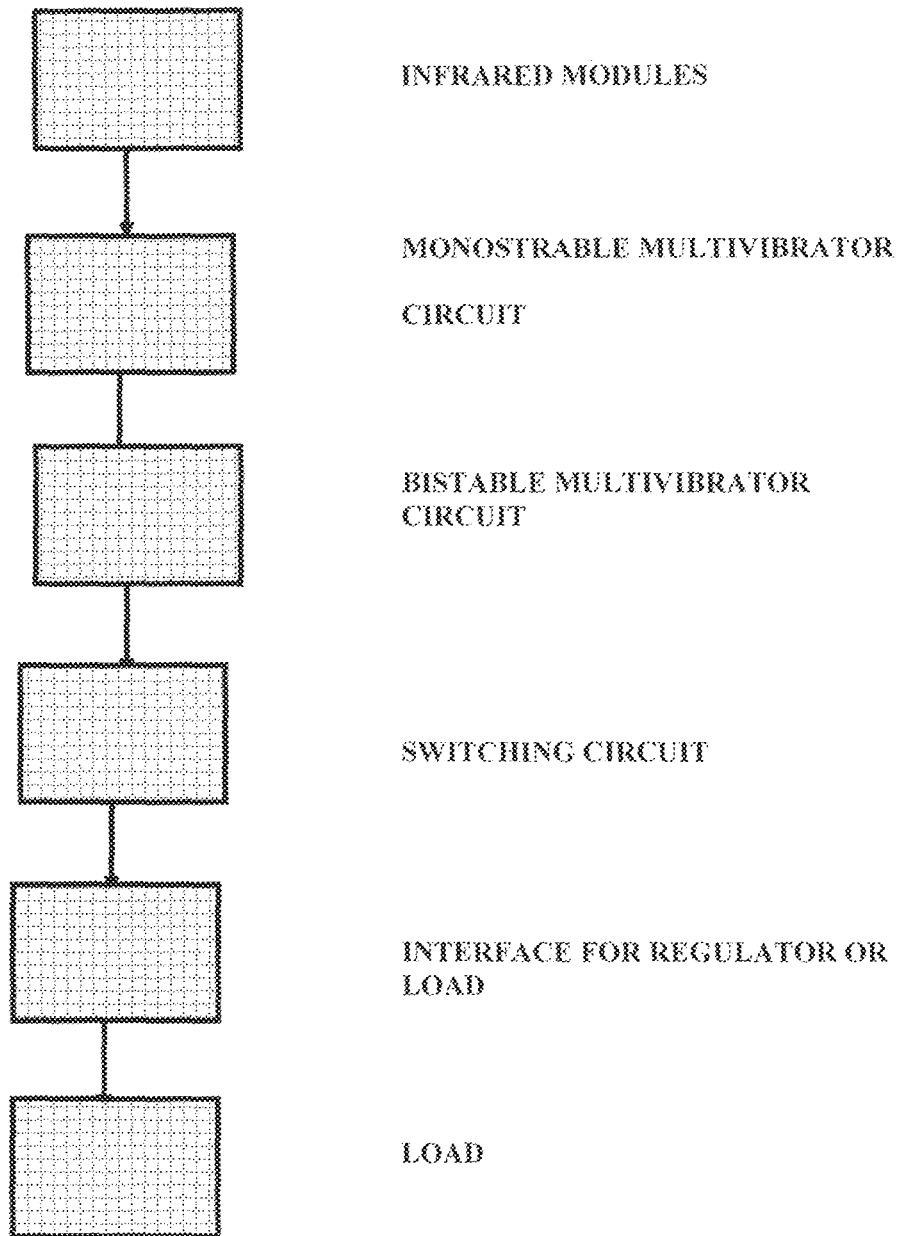 INFRARED MODULES
MONOSTRABLE MULTIVIBRATOR
CIRCUIT
BISTABLE MULTIVIBRATOR
CIRCUIT
SWITCHING CIRCUIT
INTERFACE FOR REGULATOR OR
LOAD
LOAD